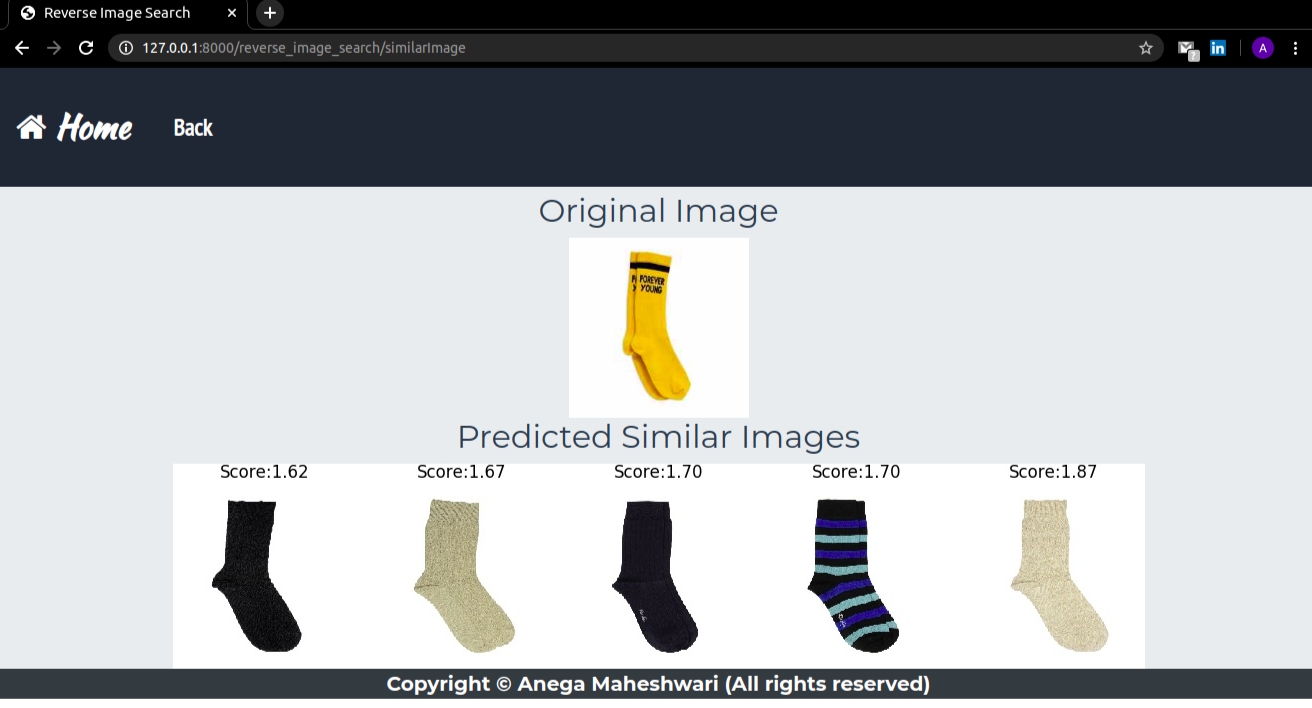 Reverse Image Search
127.0.0.1:8000/reverse_image_search/similarImage
A
Home Back
Original Image
FOREVER
YOUNG
Predicted Similar Images
Score:1.62 Score:1.67 Score:1.70 Score:1.70 Score:1.87
Copyright © Anega Maheshwari (All rights reserved)